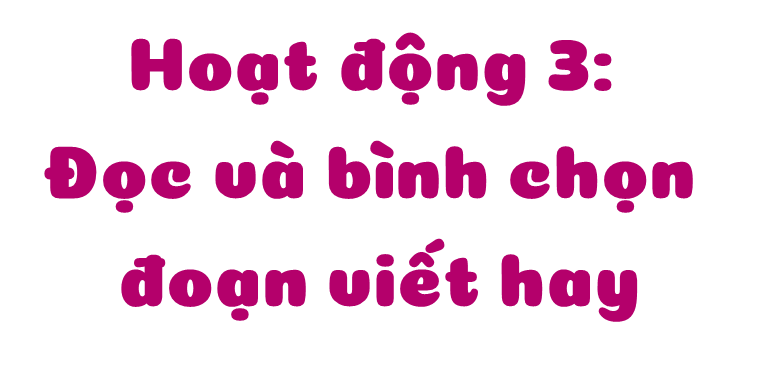 Hoạt động 3:
Đọc và bình chọn
đoạn viết hay